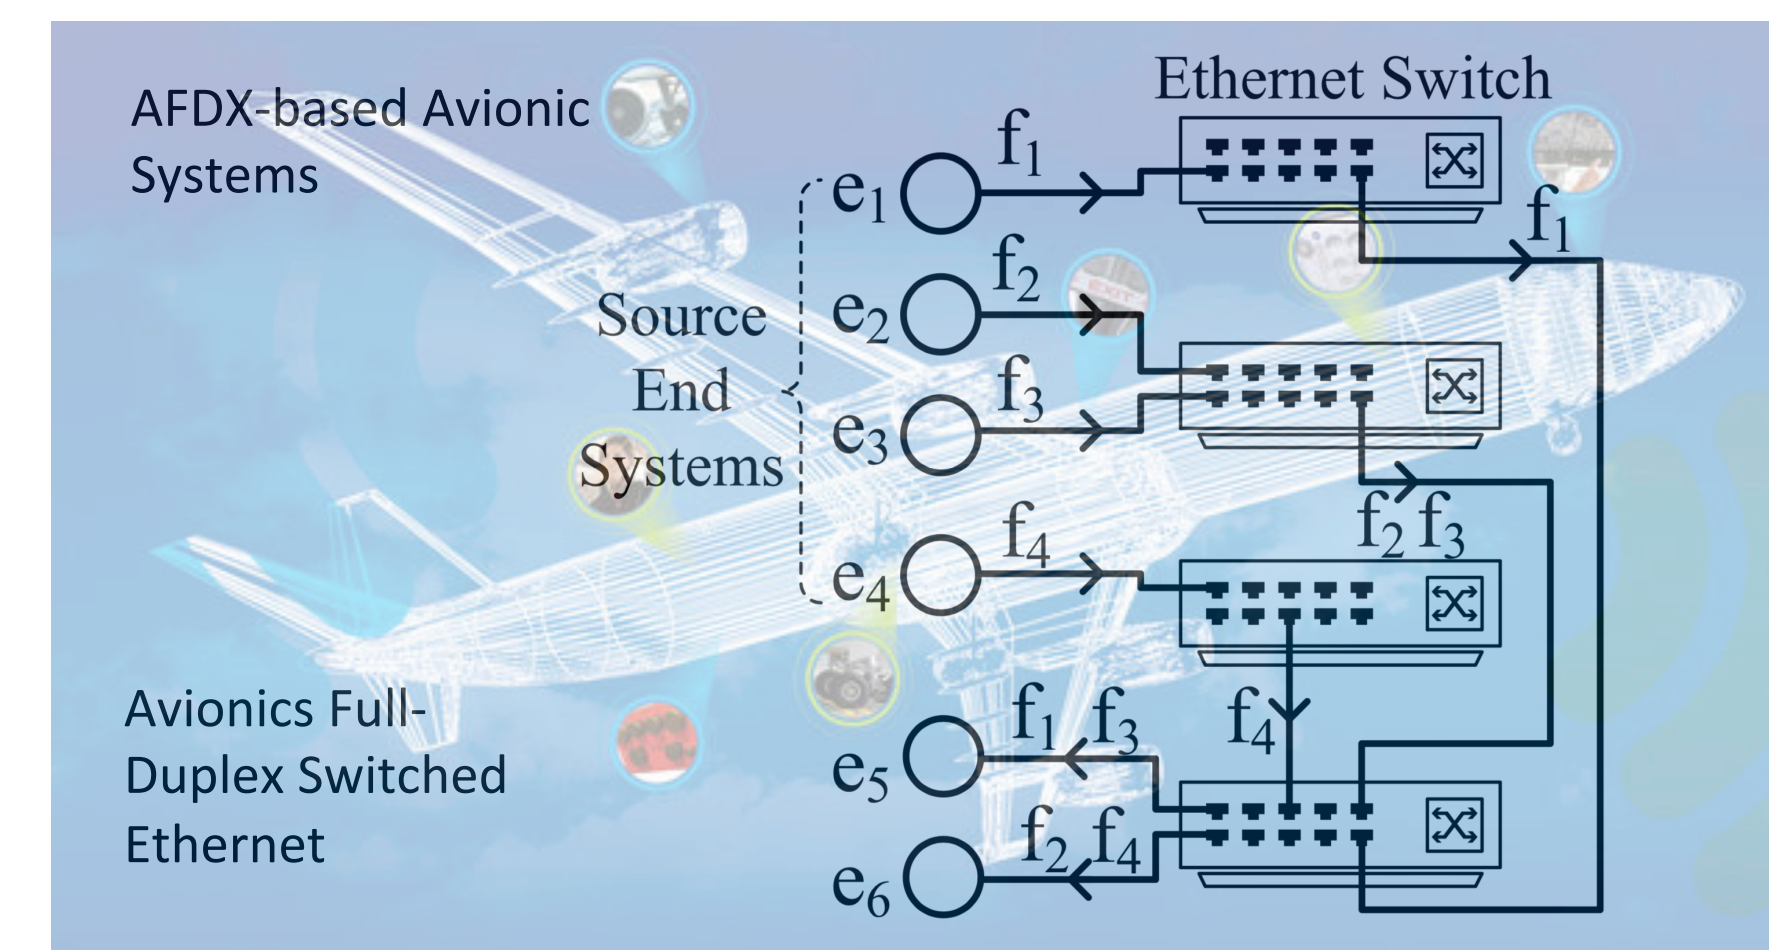 AFDX-based Avionic
Systems
Ethernet Switch
f₁
e₁
f₁
f₂
e₂
Source
End
Systems
EXIT
f₃
e₃
f₂ f₃
f₄
e₄
Avionics Full-
Duplex Switched
Ethernet
f₁ f₃
f₄
e₅
f₂ f₄
e₆